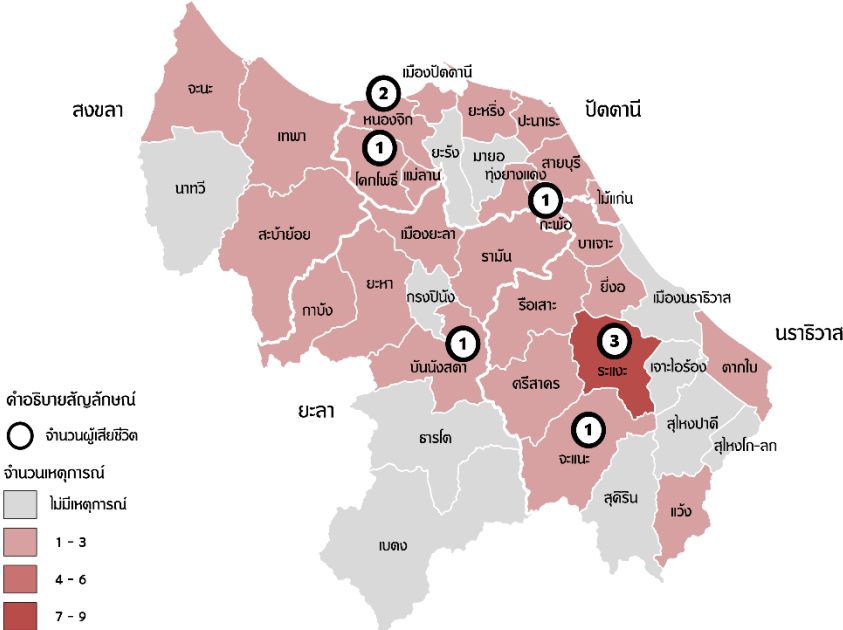 เมืองปัตตานี
จะนะ
2
สงขลา
ยะหริ่ง
ปัตตานี
ปะนาเระ
หนองจิก
เทพา
1
ยะรัง
มายอ
สายบุรี
โคกโพธิ์
แม่ลาน
ทุ่งยางแดง
นาทวี
1
ไม้แก่น
กะพ้อ
สะบ้าย้อย
เมืองยะลา
บาเจาะ
รามัน
ยะหา
กรงปินัง
ยี่งอ
เมืองนราธิวาส
กาบัง
รือเสาะ
นราธิวาส
1
3
บันนังสตา
ศรีสาคร
ระแงะ
เจาะไอร้อง
ตากใบ
คำอธิบายสัญลักษณ์
ยะลา
จำนวนผู้เสียชีวิต
ธารโต
1
สุไหงปาดี
สุไหงโก-ลก
จะแนะ
จำนวนเหตุการณ์
ไม่มีเหตุการณ์
สุคิริน
แว้ง
1 - 3
เบตง
4 - 6
7 - 9